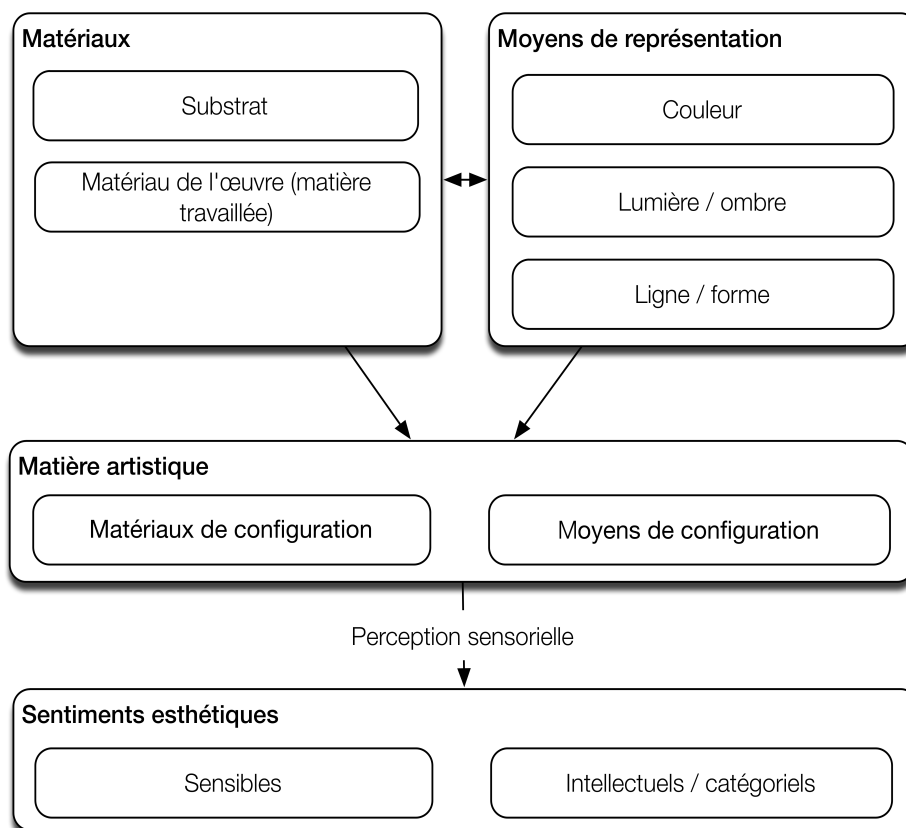 Matériaux
Substrat
Matériau de l'œuvre (matière
travaillée)
Moyens de représentation
Couleur
Lumière / ombre
Ligne / forme
Matière artistique
Matériaux de configuration
Moyens de configuration
Perception sensorielle
Sentiments esthétiques
Sensibles
Intellectuels / catégoriels